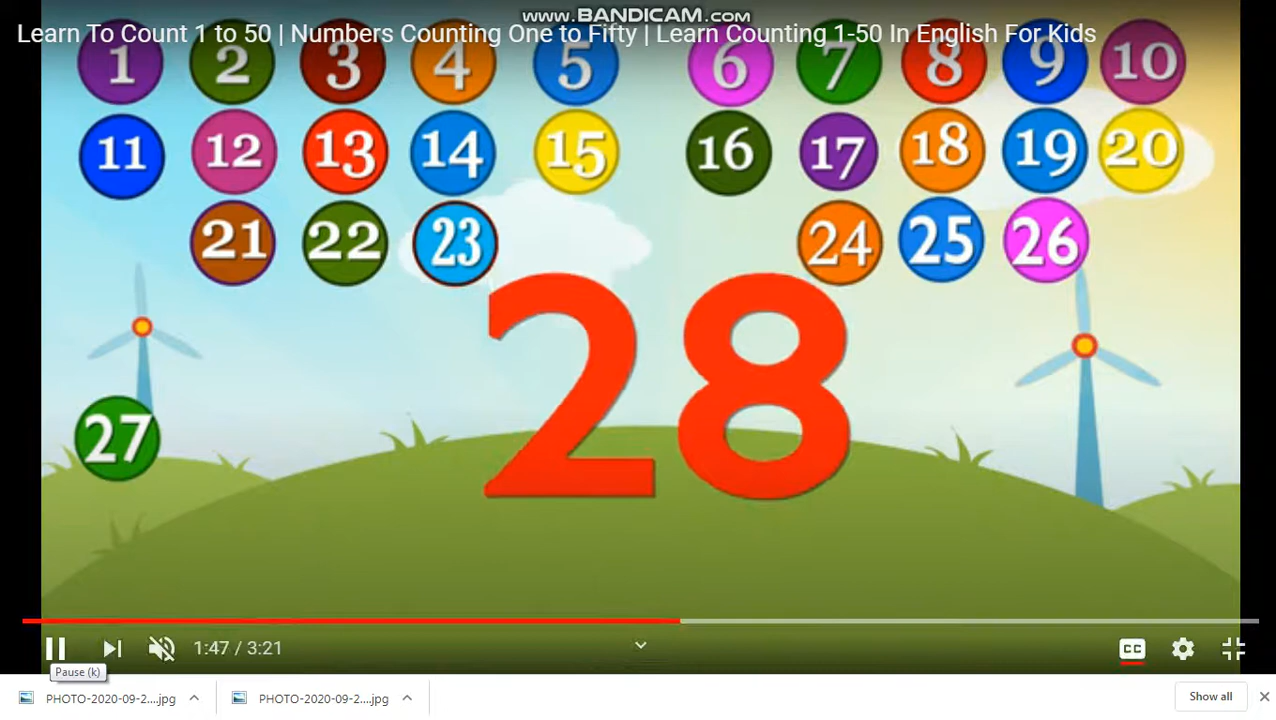 www.BANDICAM.com
Learn To Count 1 to 50 | Numbers Counting One to Fifty | Learn Counting 1-50 In English For Kids
1 2 3 4 5 6 7 8 9 10
11 12 13 14 15 16 17 18 19 20
21 22 23 24 25 26
28
27
1:47 / 3:21
CC
Pause (k)
PHOTO-2020-09-2....jpg PHOTO-2020-09-2....jpg Show all